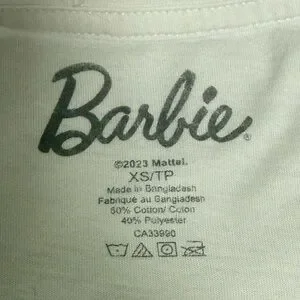 Barbie®
©2023 Mattel.
XS/TP
Made in Bangladesh
Fabriqué au Bangladesh
60% Cotton/ Coton
40% Polyester
CA33990